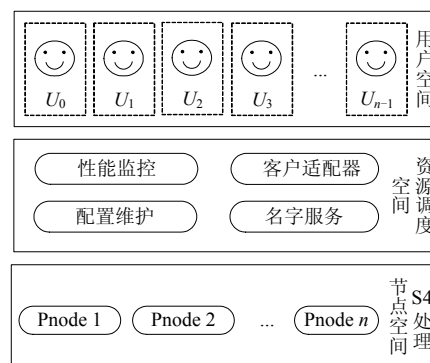 U0 U1 U2 U3 ... Un−1
用户空间
性能监控 客户适配器
配置维护 名字服务
资源调度
空间
Pnode 1 Pnode 2 ... Pnode n
S4处理
节点空间